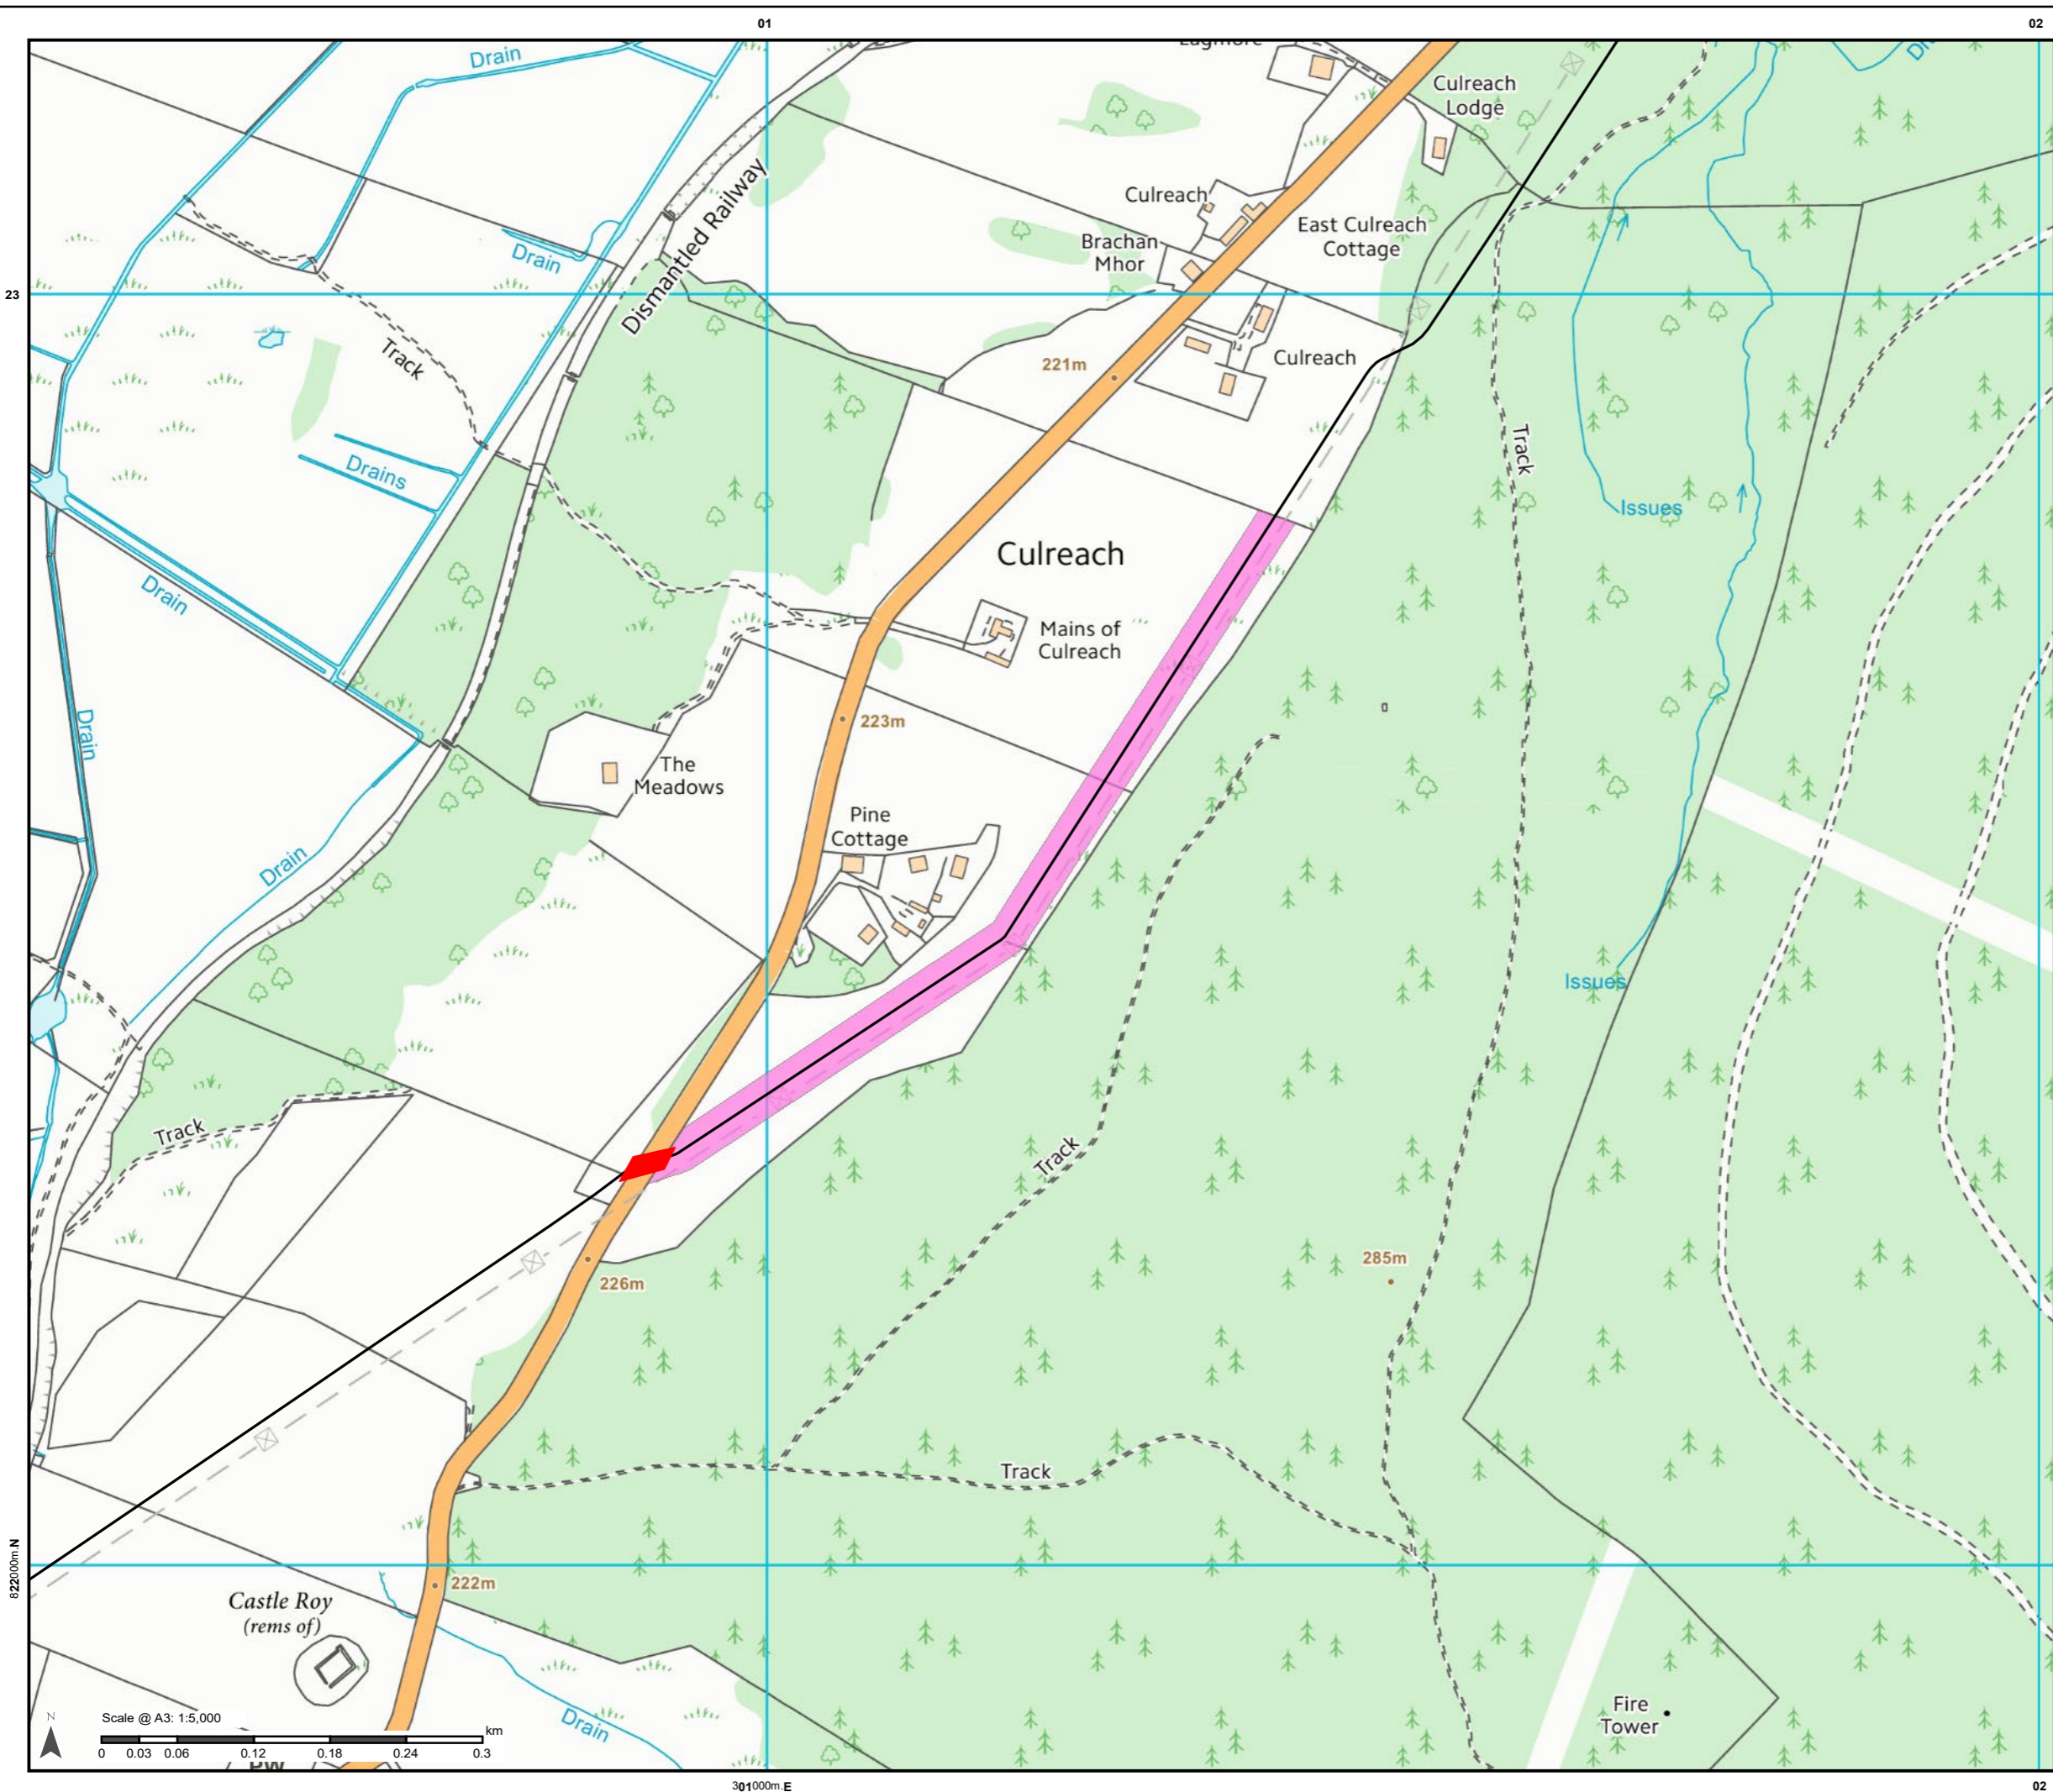 01
02
Drain
Culreach
Lodge
Dismantled Railway
Culreach
East Culreach
Cottage
Brachan
Mhor
Drain
23
Track
221m
Culreach
Track
Drains
Issues
Culreach
Drain
Mains of
Culreach
Drain
223m
The
Meadows
Pine
Cottage
Drain
Issues
Track
Track
226m
285m
Track
822000m.N
222m
Castle Roy
(rems of)
Fire
Tower
Drain
N
Scale @ A3: 1:5,000
km
0 0.03 0.06 0.12 0.18 0.24 0.3
301000m.E
02